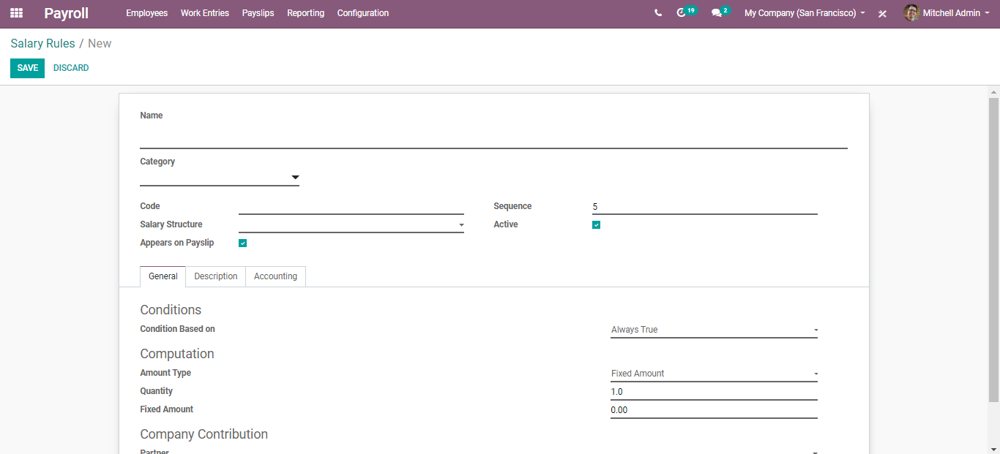 Payroll Employees Work Entries Payslips Reporting Configuration 19 2 My Company (San Francisco) Mitchell Admin
Salary Rules / New
SAVE DISCARD
Name
Category
Code Sequence 5
Salary Structure Active
Appears on Payslip
General Description Accounting
Conditions
Condition Based on Always True
Computation
Amount Type Fixed Amount
Quantity 1.0
Fixed Amount 0.00
Company Contribution
Partner